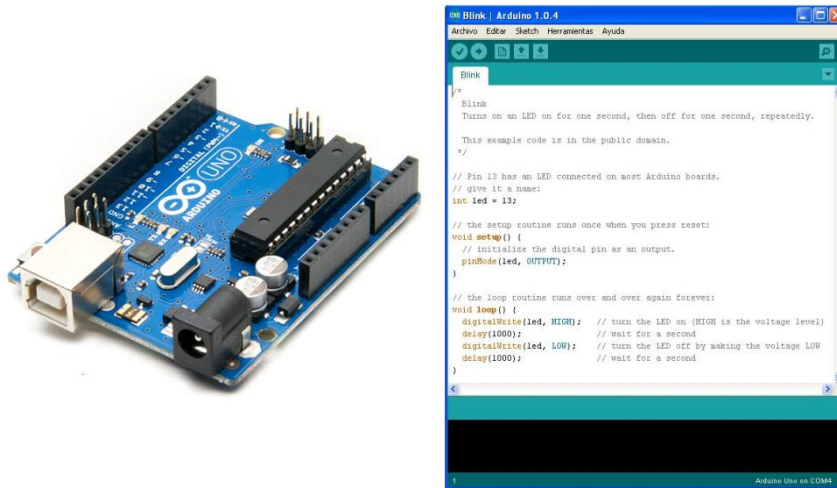 DIGITAL (PWM~)
UNO
ARDUINO
GND
Blink | Arduino 1.0.4
Archivo Editar Sketch Herramientas Ayuda
Blink
/*
Blink
Turns on an LED on for one second, then off for one second, repeatedly.
This example code is in the public domain.
*/
// Pin 13 has an LED connected on most Arduino boards.
// give it a name:
int led = 13;
// the setup routine runs once when you press reset:
void setup() {
// initialize the digital pin as an output.
pinMode(led, OUTPUT);
}
// the loop routine runs over and over again forever:
void loop() {
digitalWrite(led, HIGH); // turn the LED on (HIGH is the voltage level)
delay(1000); // wait for a second
digitalWrite(led, LOW); // turn the LED off by making the voltage LOW
delay(1000); // wait for a second
}
1
Arduino Uno on COM4